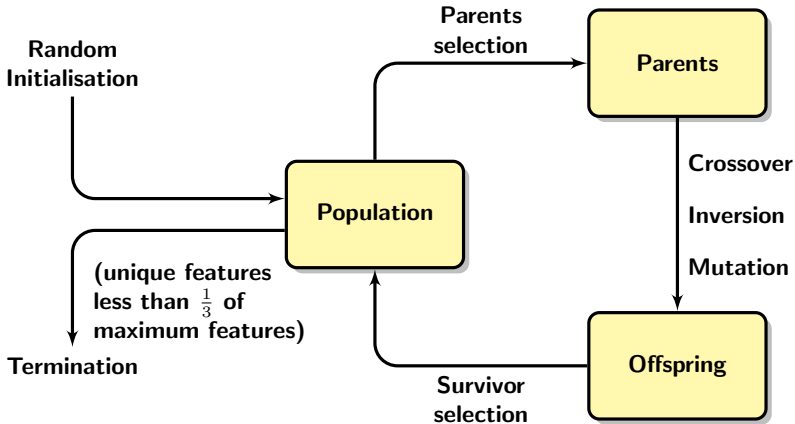 Parents
selection
Random
Initialisation
Parents
Crossover
Inversion
Mutation
Population
(unique features
less than 1/3 of
maximum features)
Termination
Offspring
Survivor
selection